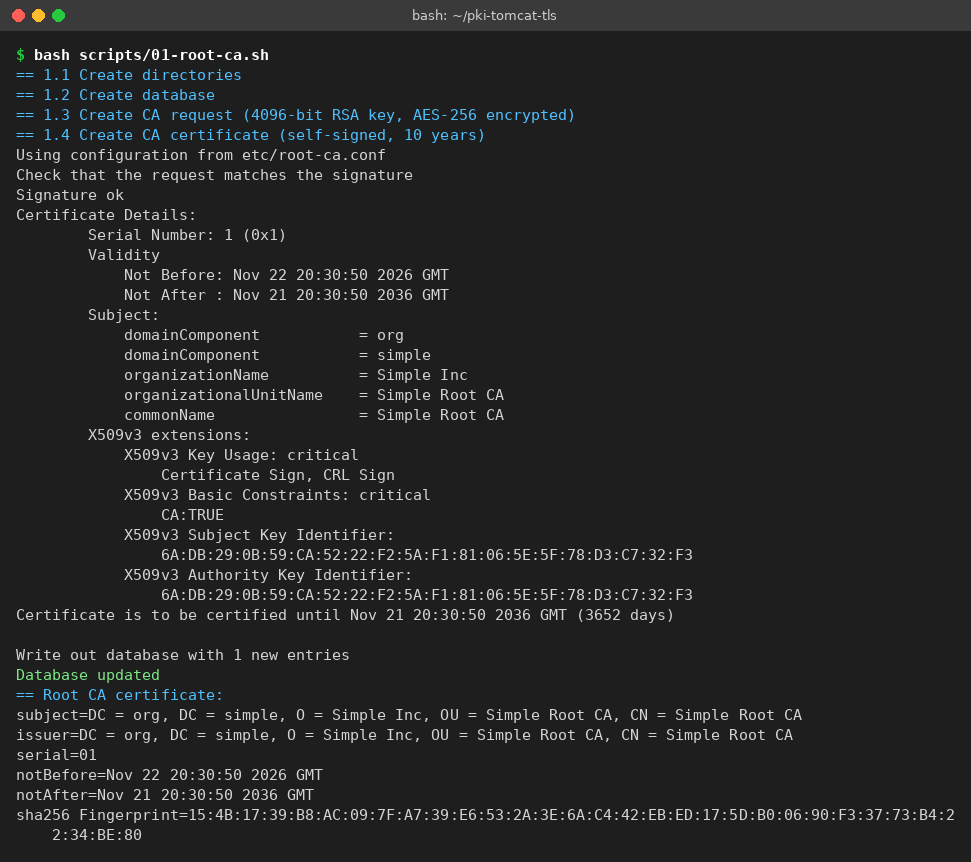 bash: ~/pki-tomcat-tls
$ bash scripts/01-root-ca.sh
== 1.1 Create directories
== 1.2 Create database
== 1.3 Create CA request (4096-bit RSA key, AES-256 encrypted)
== 1.4 Create CA certificate (self-signed, 10 years)
Using configuration from etc/root-ca.conf
Check that the request matches the signature
Signature ok
Certificate Details:
        Serial Number: 1 (0x1)
        Validity
            Not Before: Nov 22 20:30:50 2026 GMT
            Not After : Nov 21 20:30:50 2036 GMT
        Subject:
            domainComponent           = org
            domainComponent           = simple
            organizationName          = Simple Inc
            organizationalUnitName    = Simple Root CA
            commonName                = Simple Root CA
        X509v3 extensions:
            X509v3 Key Usage: critical
                Certificate Sign, CRL Sign
            X509v3 Basic Constraints: critical
                CA:TRUE
            X509v3 Subject Key Identifier:
                6A:DB:29:0B:59:CA:52:22:F2:5A:F1:81:06:5E:5F:78:D3:C7:32:F3
            X509v3 Authority Key Identifier:
                6A:DB:29:0B:59:CA:52:22:F2:5A:F1:81:06:5E:5F:78:D3:C7:32:F3
Certificate is to be certified until Nov 21 20:30:50 2036 GMT (3652 days)

Write out database with 1 new entries
Database updated
== Root CA certificate:
subject=DC = org, DC = simple, O = Simple Inc, OU = Simple Root CA, CN = Simple Root CA
issuer=DC = org, DC = simple, O = Simple Inc, OU = Simple Root CA, CN = Simple Root CA
serial=01
notBefore=Nov 22 20:30:50 2026 GMT
notAfter=Nov 21 20:30:50 2036 GMT
sha256 Fingerprint=15:4B:17:39:B8:AC:09:7F:A7:39:E6:53:2A:3E:6A:C4:42:EB:ED:17:5D:B0:06:90:F3:37:73:B4:2
    2:34:BE:80